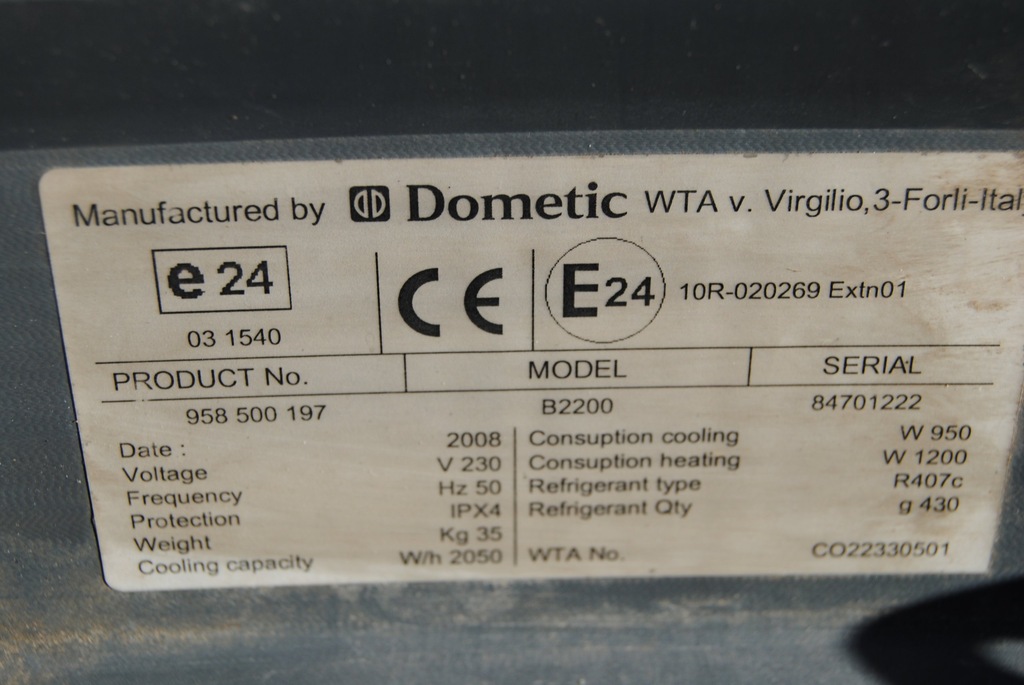 Manufactured by Dometic WTA v. Virgilio,3-Forli-Ital
e24
03 1540
CE
E24 10R-020269 Extn01
PRODUCT No. MODEL SERIAL
958 500 197 B2200 84701222
Date : 2008
Voltage V 230
Frequency Hz 50
Protection IPX4
Weight Kg 35
Cooling capacity W/h 2050
Consuption cooling W 950
Consuption heating W 1200
Refrigerant type R407c
Refrigerant Qty g 430
WTA No. CO22330501